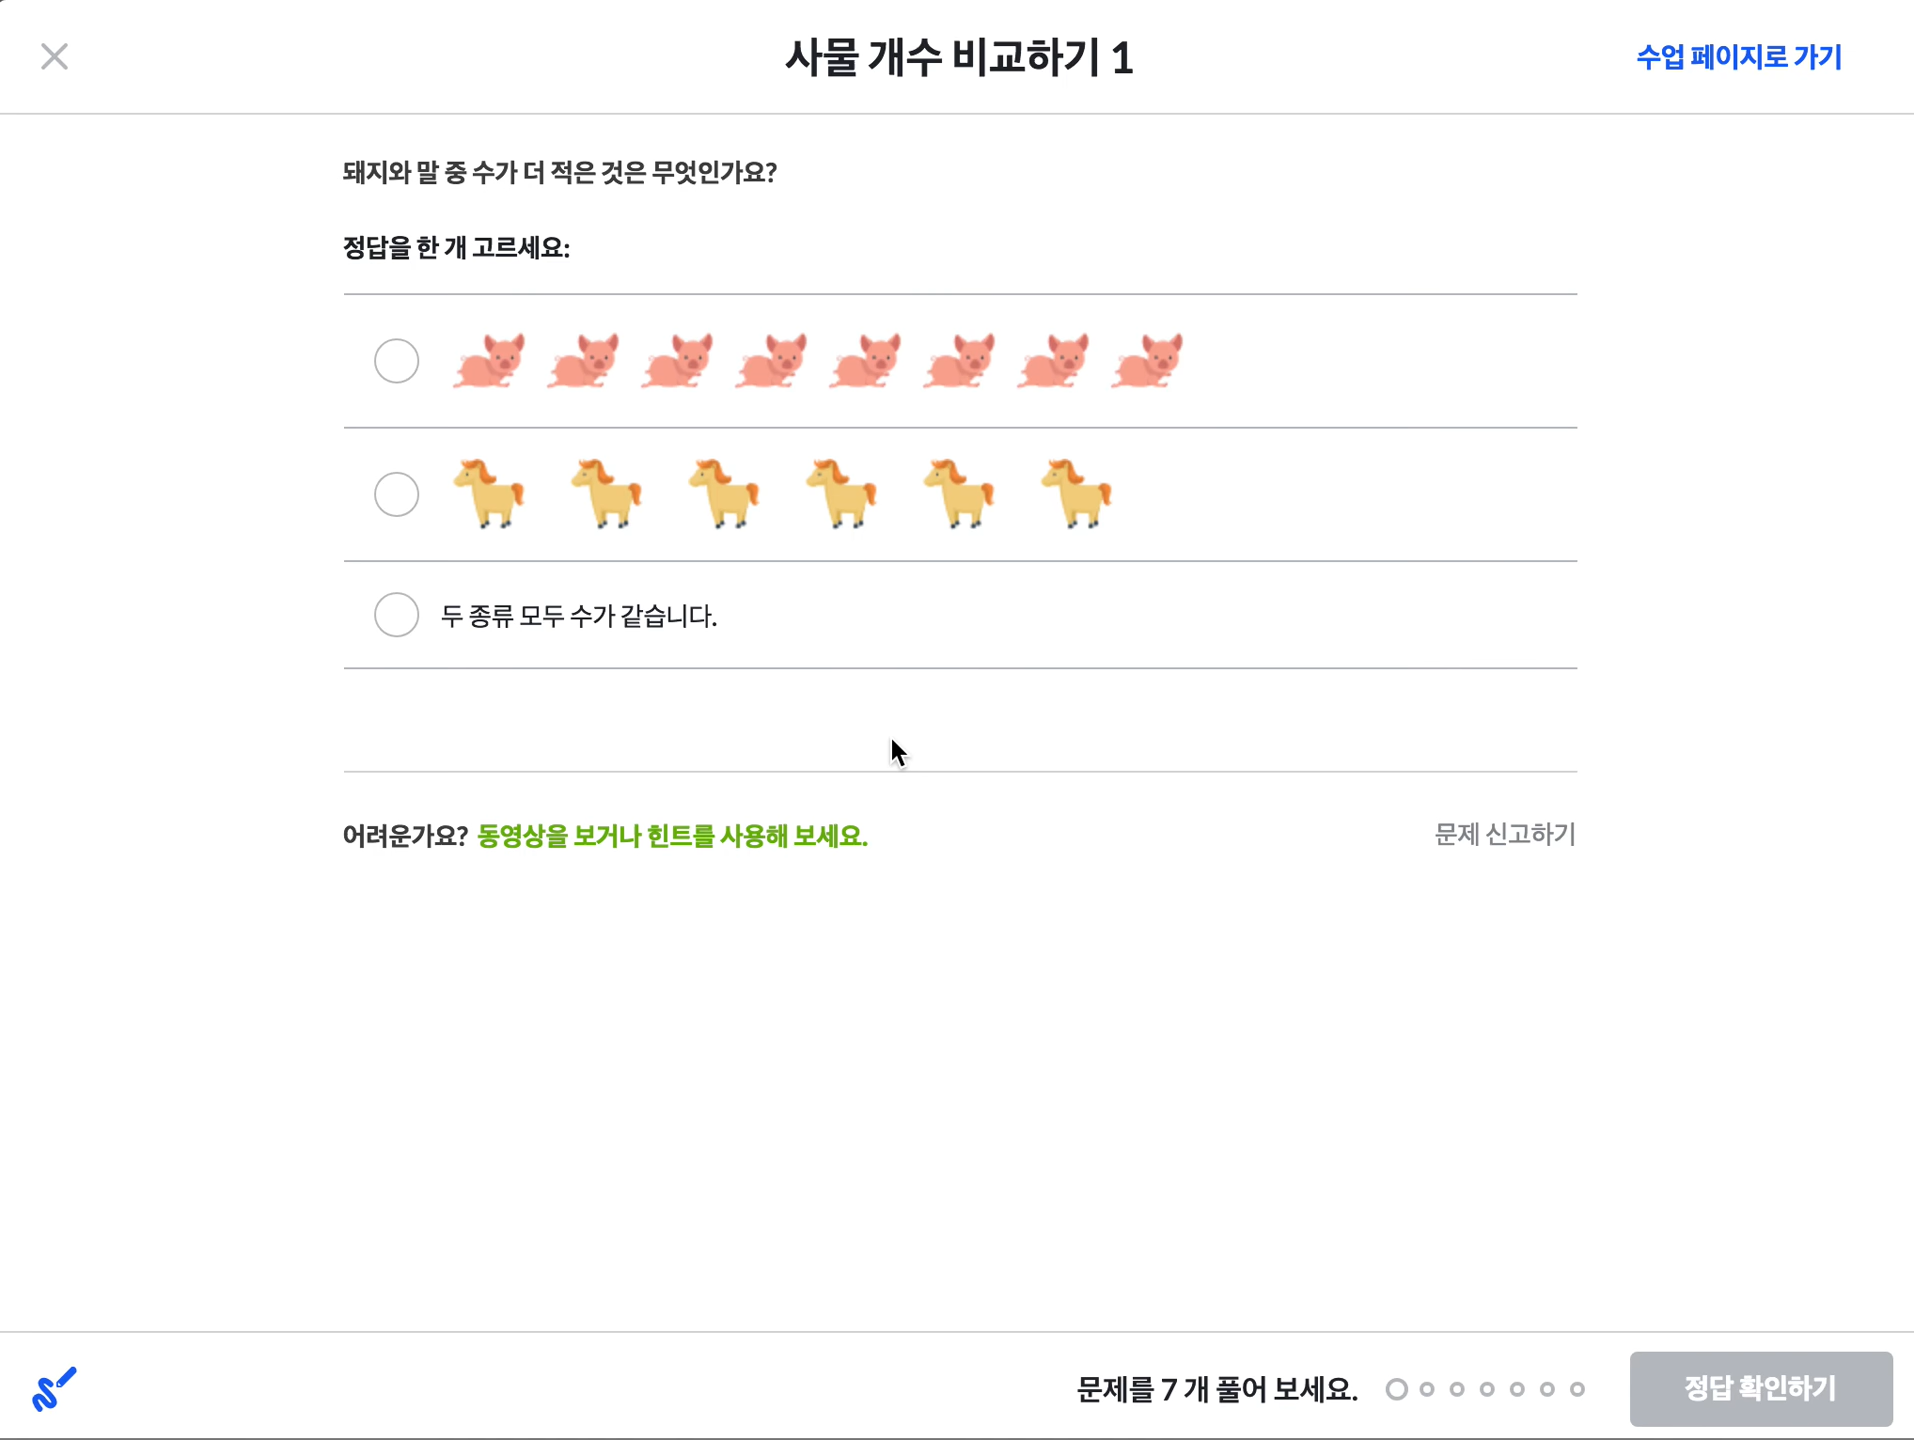 사물 개수 비교하기 1
수업 페이지로 가기
돼지와 말 중 수가 더 적은 것은 무엇인가요?
정답을 한 개 고르세요:
두 종류 모두 수가 같습니다.
어려운가요? 동영상을 보거나 힌트를 사용해 보세요.
문제 신고하기
문제를 7 개 풀어 보세요.
정답 확인하기